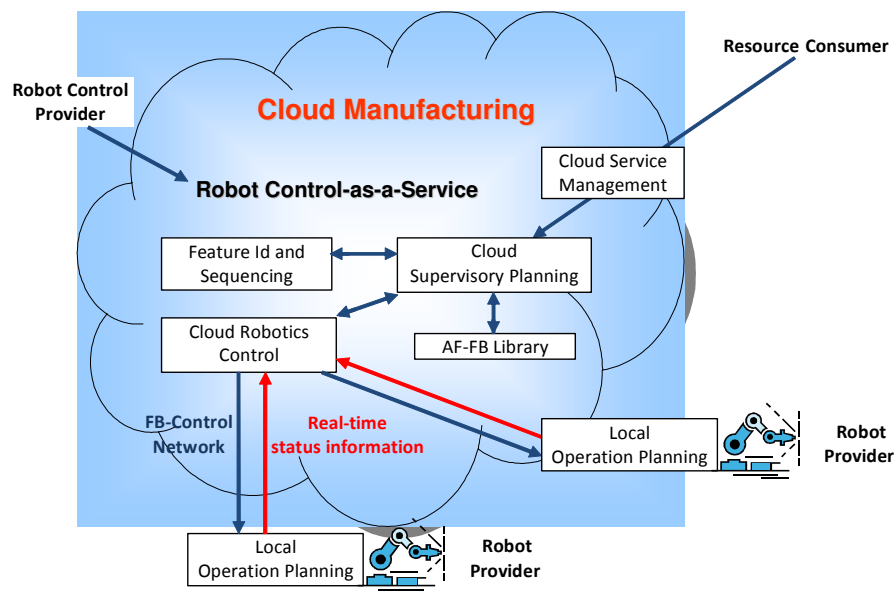 Resource Consumer
Robot Control
Provider
Cloud Manufacturing
Cloud Service
Management
Robot Control-as-a-Service
Feature Id and
Sequencing
Cloud
Supervisory Planning
Cloud Robotics
Control
AF-FB Library
FB-Control
Network
Real-time
status information
Local
Operation Planning
Robot
Provider
Local
Operation Planning
Robot
Provider